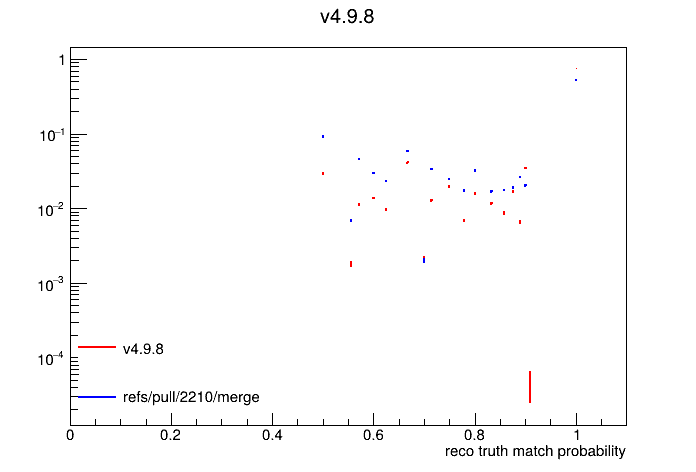 v4.9.8
1
10⁻¹
10⁻²
10⁻³
10⁻⁴
v4.9.8
refs/pull/2210/merge
0 0.2 0.4 0.6 0.8 1
reco truth match probability